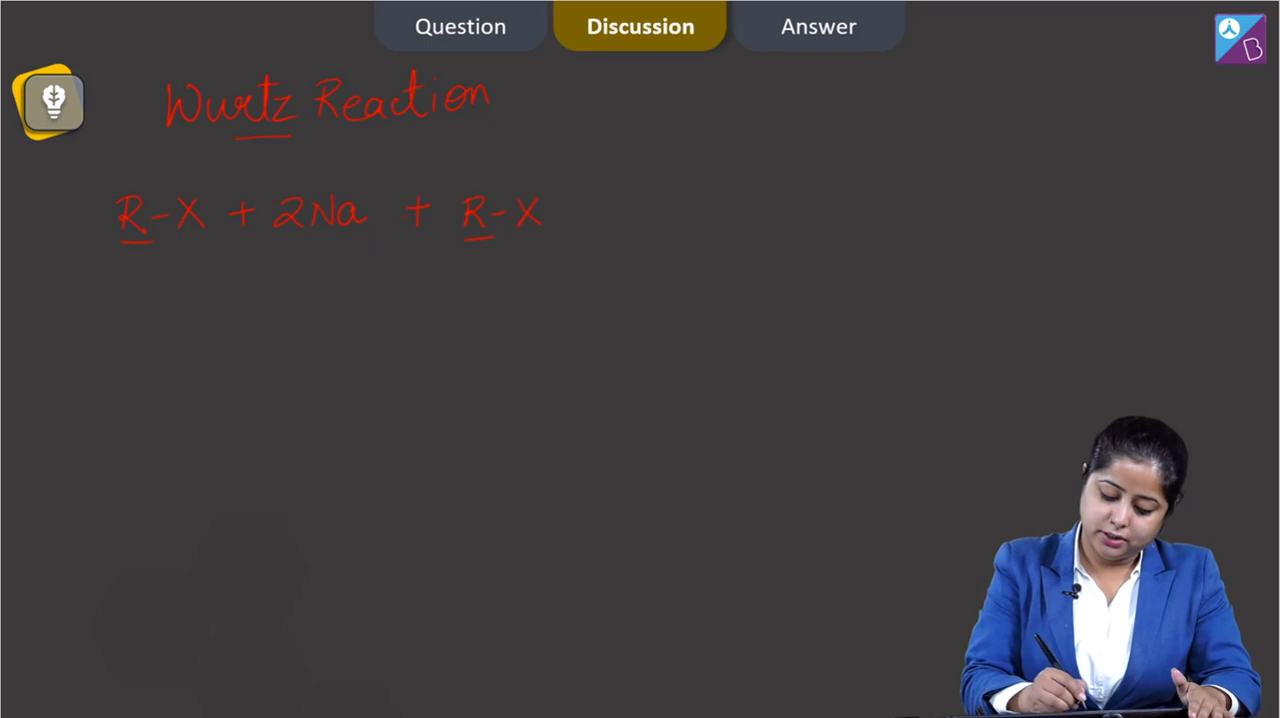 Question Discussion Answer
B
Wurtz Reaction
R-X + 2Na + R-X